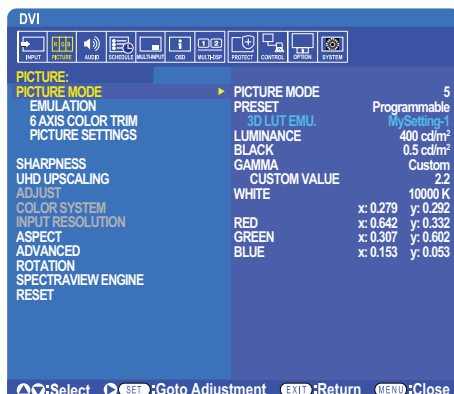 DVI
INPUT PICTURE AUDIO SCHEDULE MULTI-INPUT OSD MULTI-DSP PROTECT CONTROL OPTION SYSTEM
R G B
i
1 2
PICTURE:
PICTURE MODE
EMULATION
6 AXIS COLOR TRIM
PICTURE SETTINGS
SHARPNESS
UHD UPSCALING
ADJUST
COLOR SYSTEM
INPUT RESOLUTION
ASPECT
ADVANCED
ROTATION
SPECTRAVIEW ENGINE
RESET
PICTURE MODE 5
PRESET Programmable
3D LUT EMU. MySetting-1
LUMINANCE 400 cd/m²
BLACK 0.5 cd/m²
GAMMA Custom
CUSTOM VALUE 2.2
WHITE 10000 K
x: 0.279 y: 0.292
RED x: 0.642 y: 0.332
GREEN x: 0.307 y: 0.602
BLUE x: 0.153 y: 0.053
:Select SET :Goto Adjustment EXIT :Return MENU :Close